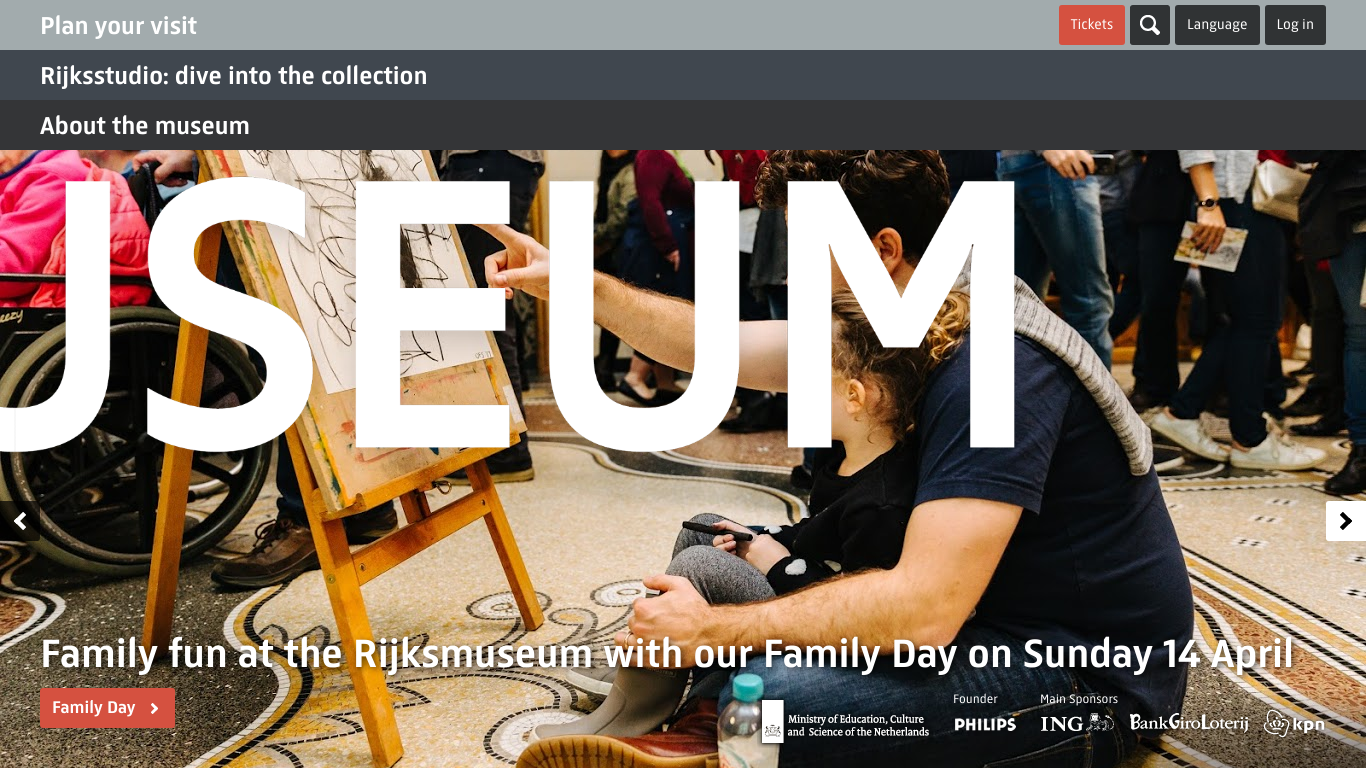 Plan your visit
Tickets
Language
Log in
Rijksstudio: dive into the collection
About the museum
USEUM
Family fun at the Rijksmuseum with our Family Day on Sunday 14 April
Family Day
Ministry of Education, Culture
and Science of the Netherlands
Founder
PHILIPS
Main Sponsors
ING
BankGiroLoterij
kpn